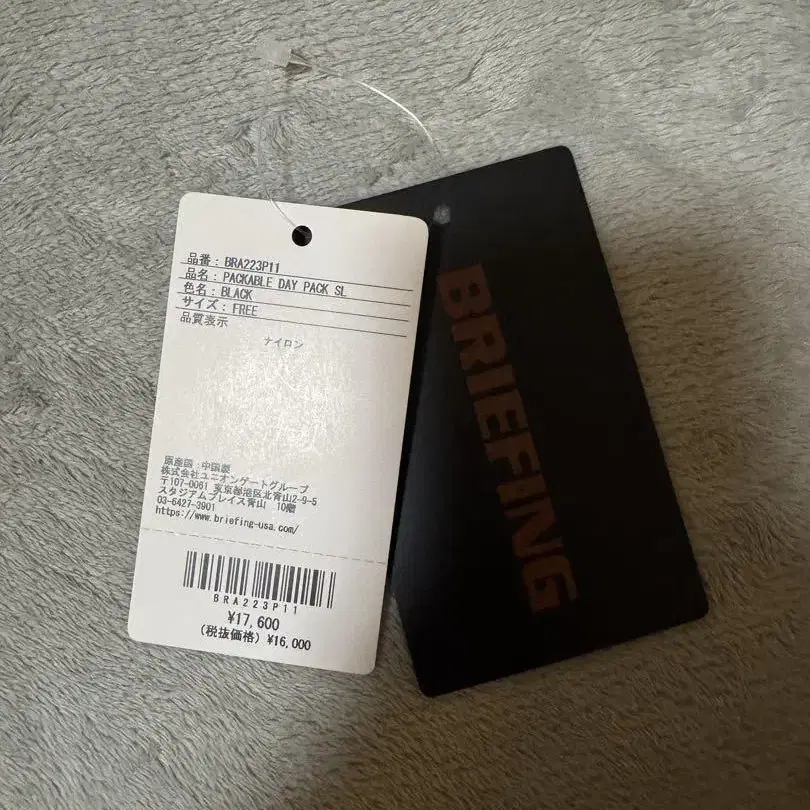 品番：BRA223P11
品名：PACKABLE DAY PACK SL
色名：BLACK
サイズ：FREE
品質表示
ナイロン
原産国：中国製
株式会社ユニオンゲートグループ
〒107-0061 東京都港区北青山2-9-5
スタジアムプレイス青山 10階
03-6427-3901
https://www.briefing-usa.com/
BRA223P11
¥17,600
(税抜価格) ¥16,000
BRIEFING